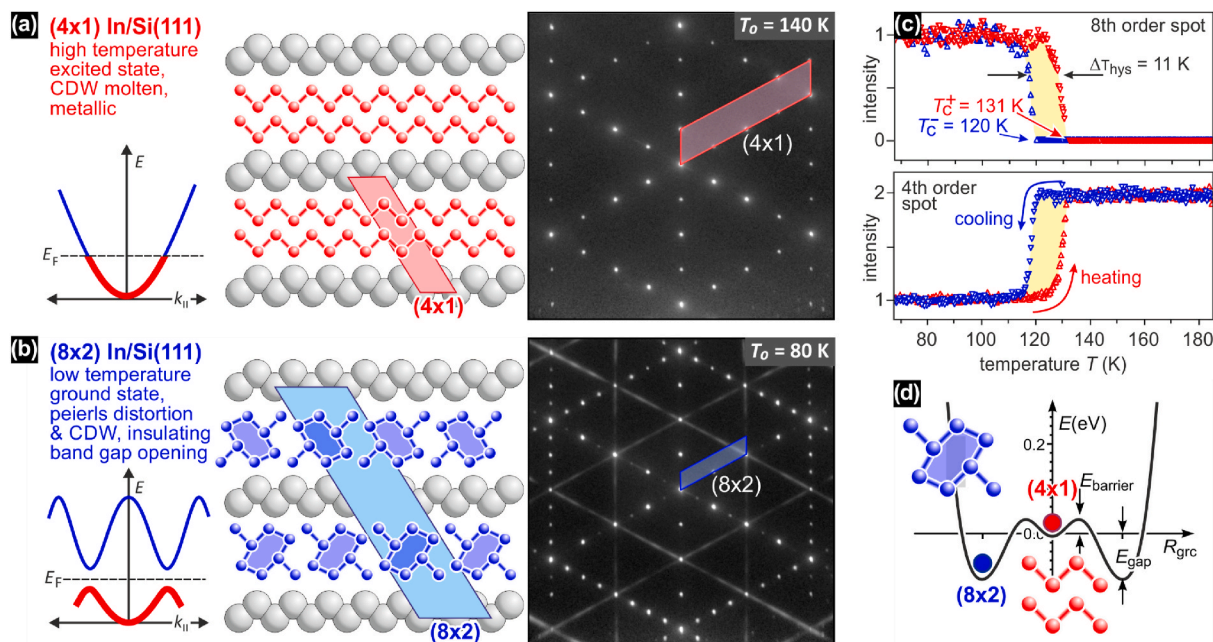 (a) (4x1) In/Si(111)
high temperature
excited state,
CDW molten,
metallic
E
E_F
k_II
(4x1)
T_o = 140 K
(4x1)
(b) (8x2) In/Si(111)
low temperature
ground state,
peierls distortion
& CDW, insulating
band gap opening
E
E_F
k_II
(8x2)
T_o = 80 K
(8x2)
(c)
8th order spot
intensity
1
0
ΔT_hys = 11 K
T_C^+ = 131 K
T_C^- = 120 K
4th order
spot
intensity
2
1
cooling
heating
80 100 120 140 160 180
temperature T (K)
(d)
E(eV)
0.2
(4x1)
E_barrier
0.0
R_grc
E_gap
(8x2)